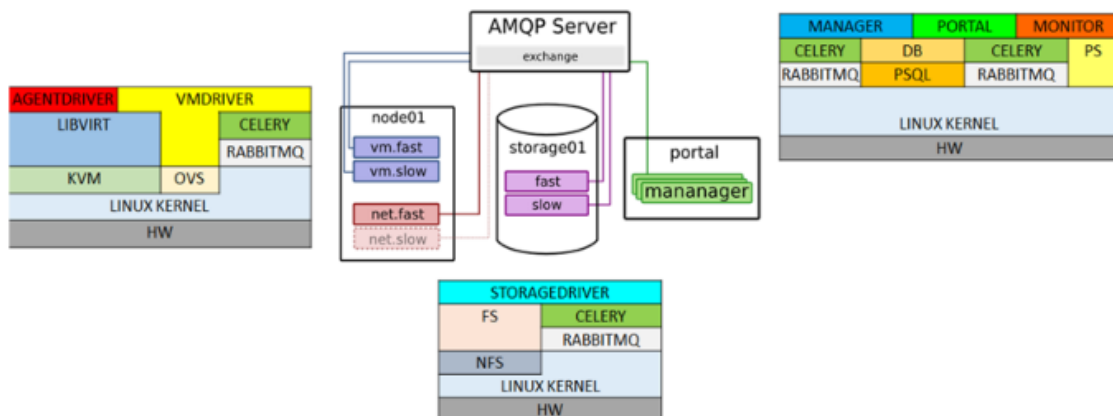 AMQP Server
exchange
node01
vm.fast
vm.slow
net.fast
net.slow
storage01
fast
slow
portal
mananager
AGENTDRIVER VMDRIVER
LIBVIRT CELERY
RABBITMQ
KVM OVS
LINUX KERNEL
HW
MANAGER PORTAL MONITOR
CELERY DB CELERY PS
RABBITMQ PSQL RABBITMQ
LINUX KERNEL
HW
STORAGEDRIVER
FS CELERY
RABBITMQ
NFS
LINUX KERNEL
HW